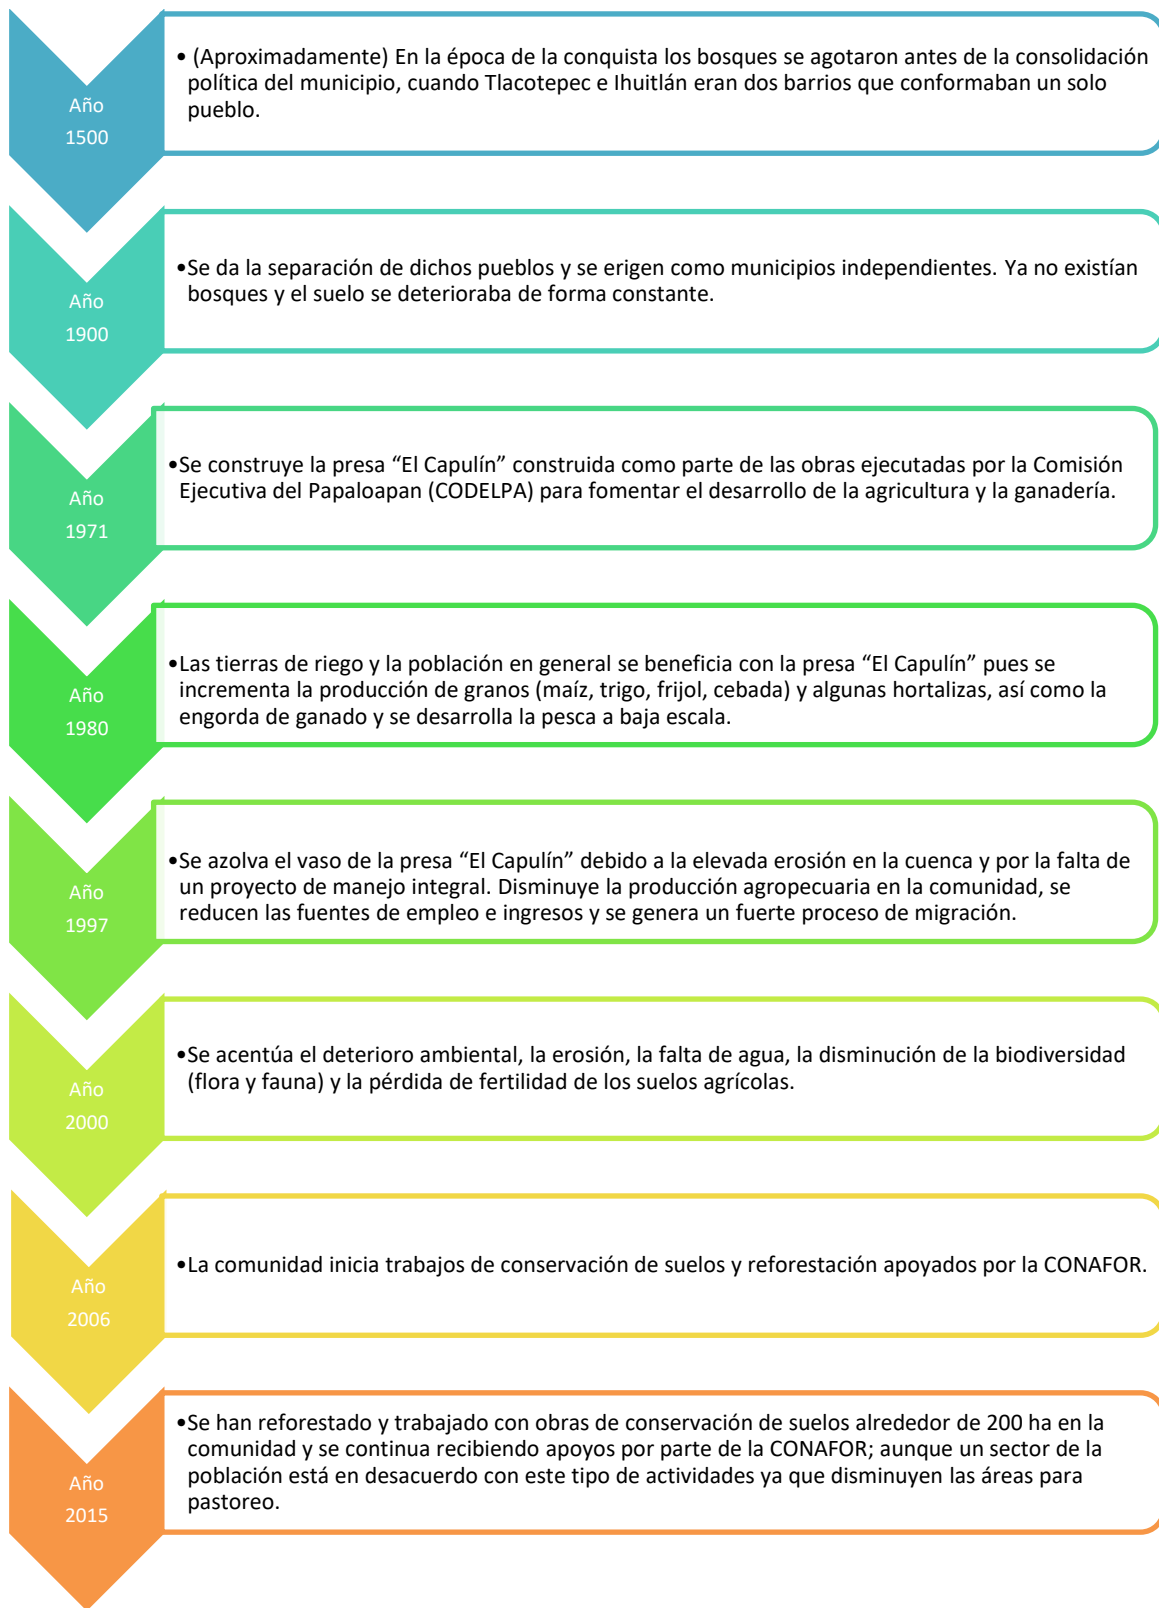 Año
1500
• (Aproximadamente) En la época de la conquista los bosques se agotaron antes de la consolidación
política del municipio, cuando Tlacotepec e Ihuitlán eran dos barrios que conformaban un solo
pueblo.
Año
1900
•Se da la separación de dichos pueblos y se erigen como municipios independientes. Ya no existían
bosques y el suelo se deterioraba de forma constante.
Año
1971
•Se construye la presa “El Capulín” construida como parte de las obras ejecutadas por la Comisión
Ejecutiva del Papaloapan (CODELPA) para fomentar el desarrollo de la agricultura y la ganadería.
Año
1980
•Las tierras de riego y la población en general se beneficia con la presa “El Capulín” pues se
incrementa la producción de granos (maíz, trigo, frijol, cebada) y algunas hortalizas, así como la
engorda de ganado y se desarrolla la pesca a baja escala.
Año
1997
•Se azolva el vaso de la presa “El Capulín” debido a la elevada erosión en la cuenca y por la falta de
un proyecto de manejo integral. Disminuye la producción agropecuaria en la comunidad, se
reducen las fuentes de empleo e ingresos y se genera un fuerte proceso de migración.
Año
2000
•Se acentúa el deterioro ambiental, la erosión, la falta de agua, la disminución de la biodiversidad
(flora y fauna) y la pérdida de fertilidad de los suelos agrícolas.
Año
2006
•La comunidad inicia trabajos de conservación de suelos y reforestación apoyados por la CONAFOR.
Año
2015
•Se han reforestado y trabajado con obras de conservación de suelos alrededor de 200 ha en la
comunidad y se continua recibiendo apoyos por parte de la CONAFOR; aunque un sector de la
población está en desacuerdo con este tipo de actividades ya que disminuyen las áreas para
pastoreo.